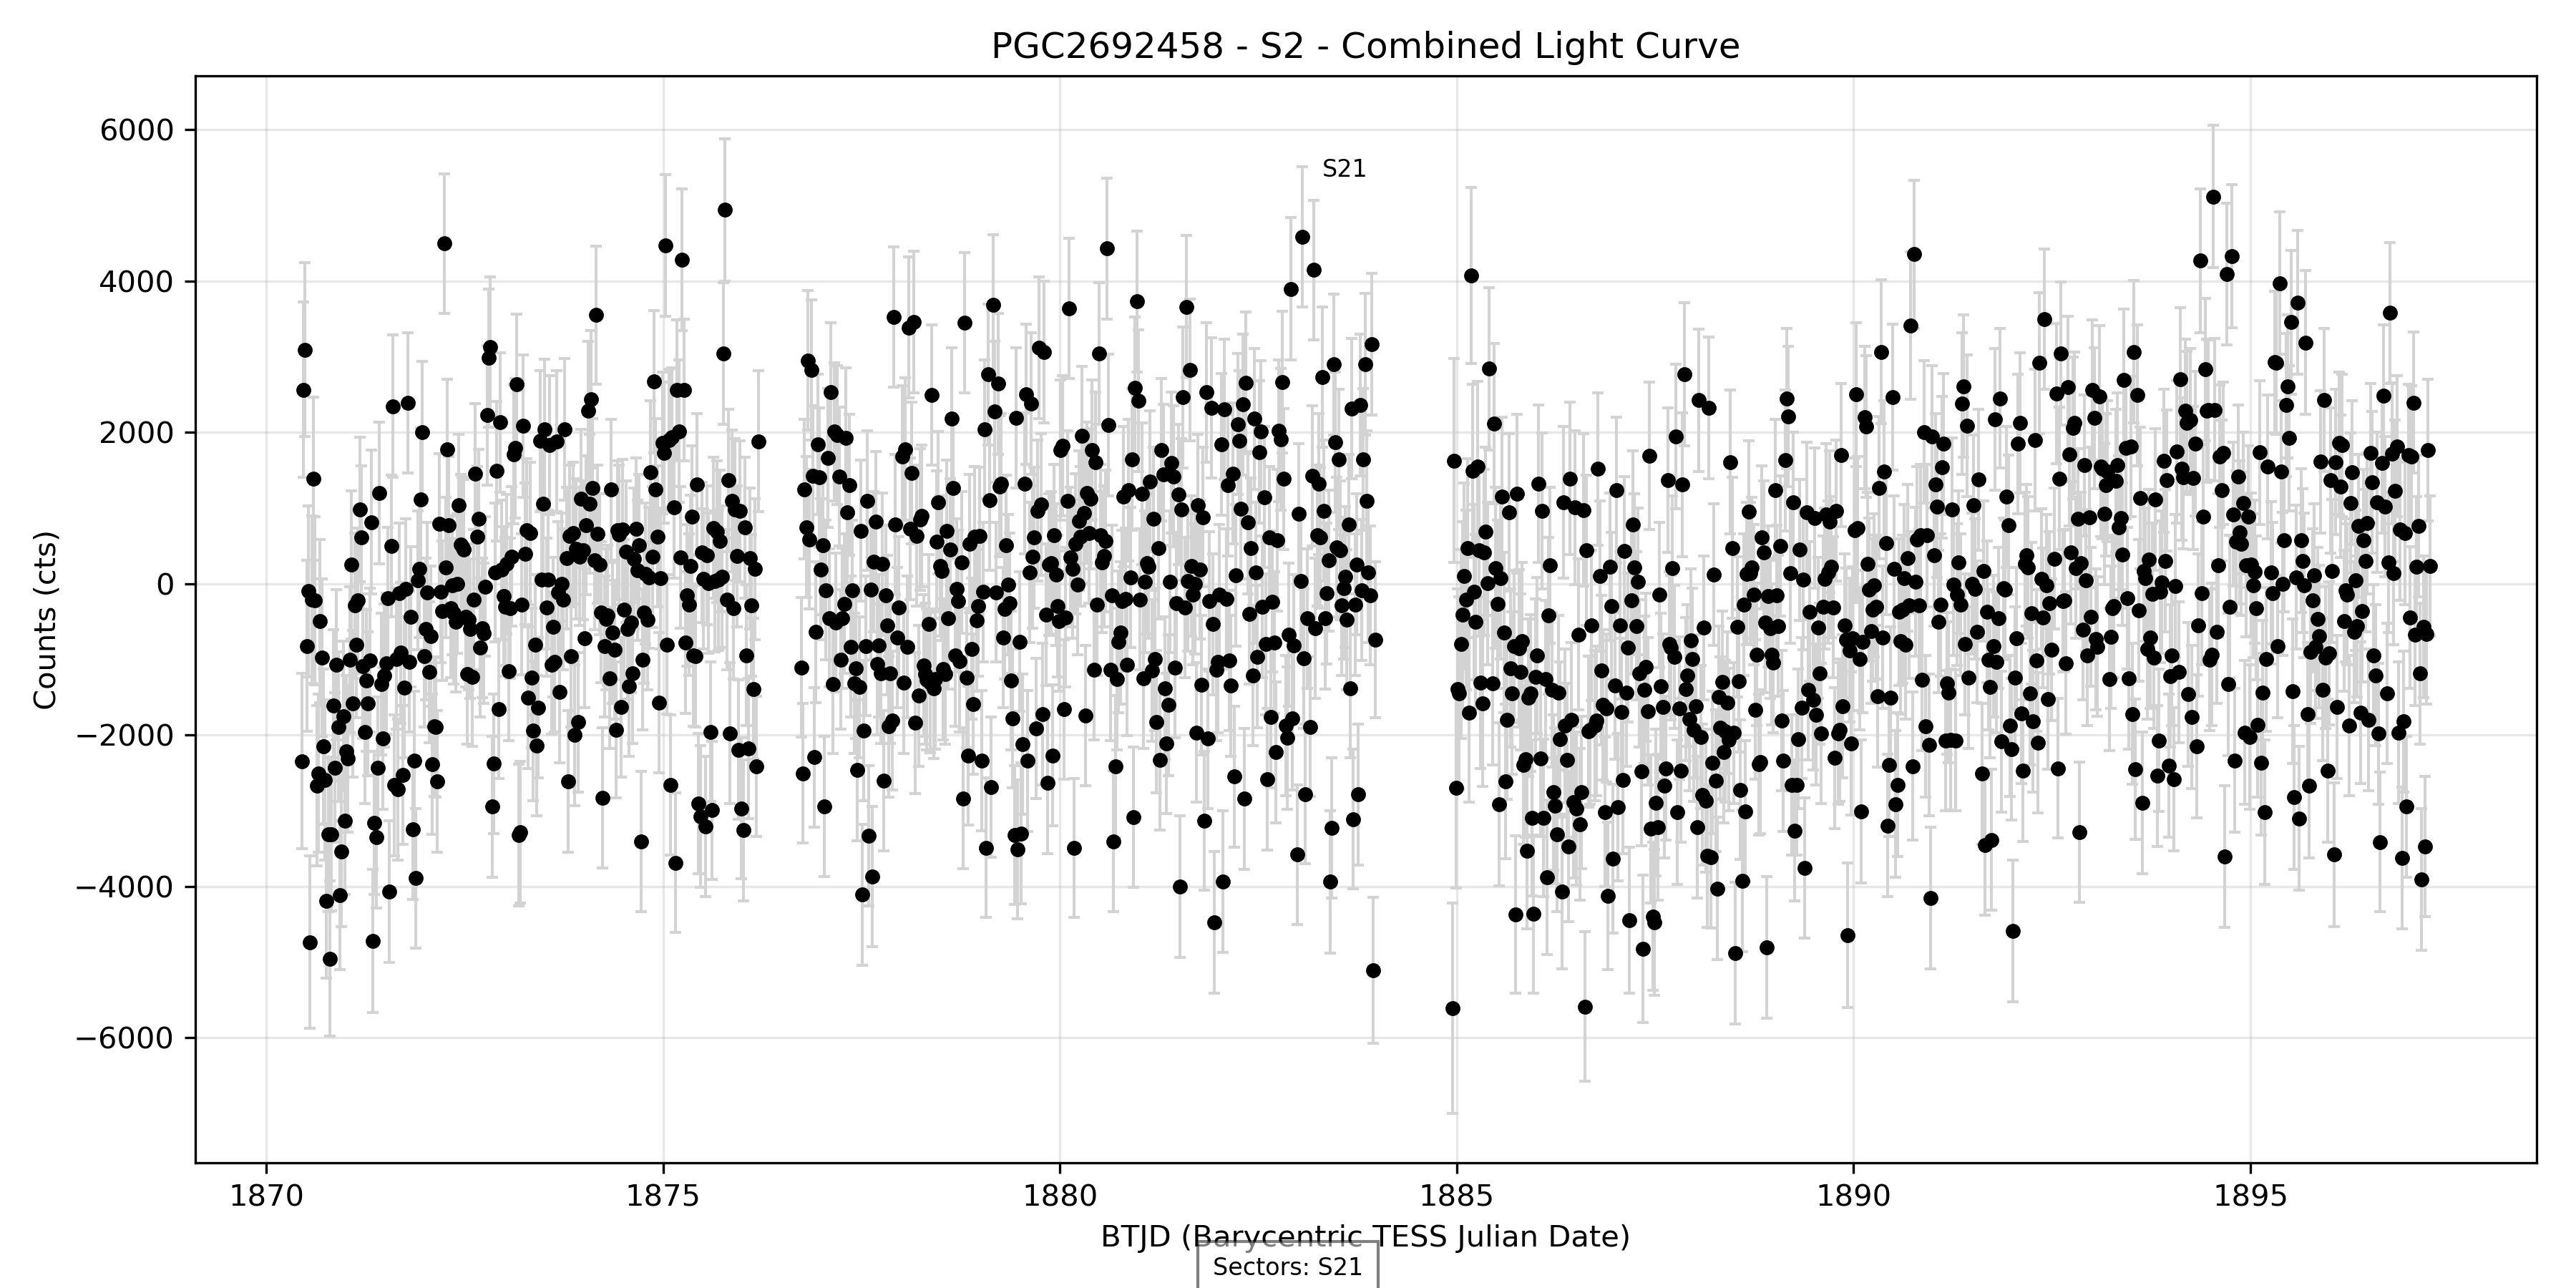 PGC2692458 - S2 - Combined Light Curve
6000
4000
2000
0
−2000
−4000
−6000
Counts (cts)
S21
1870
1875
1880
1885
1890
1895
BTJD (Barycentric TESS Julian Date)
Sectors: S21